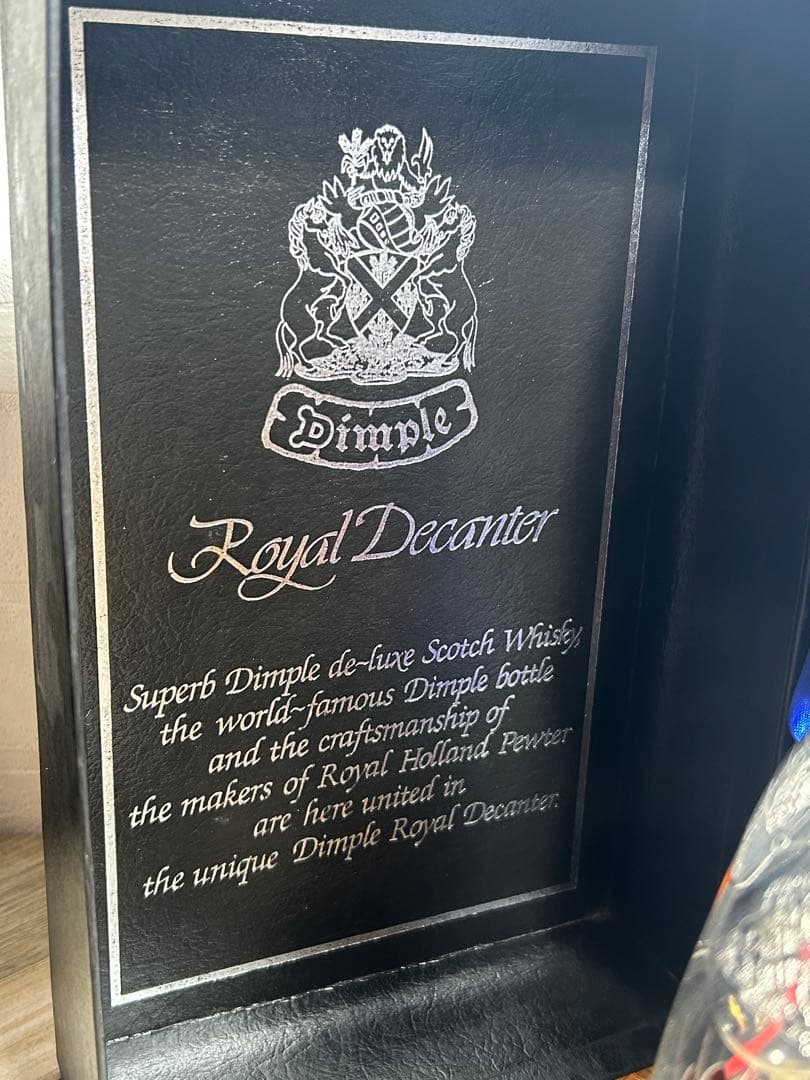 Dimple
Royal Decanter
Superb Dimple de~luxe Scotch Whisky,
the world~famous Dimple bottle
and the craftsmanship of
the makers of Royal Holland Pewter
are here united in
the unique Dimple Royal Decanter.